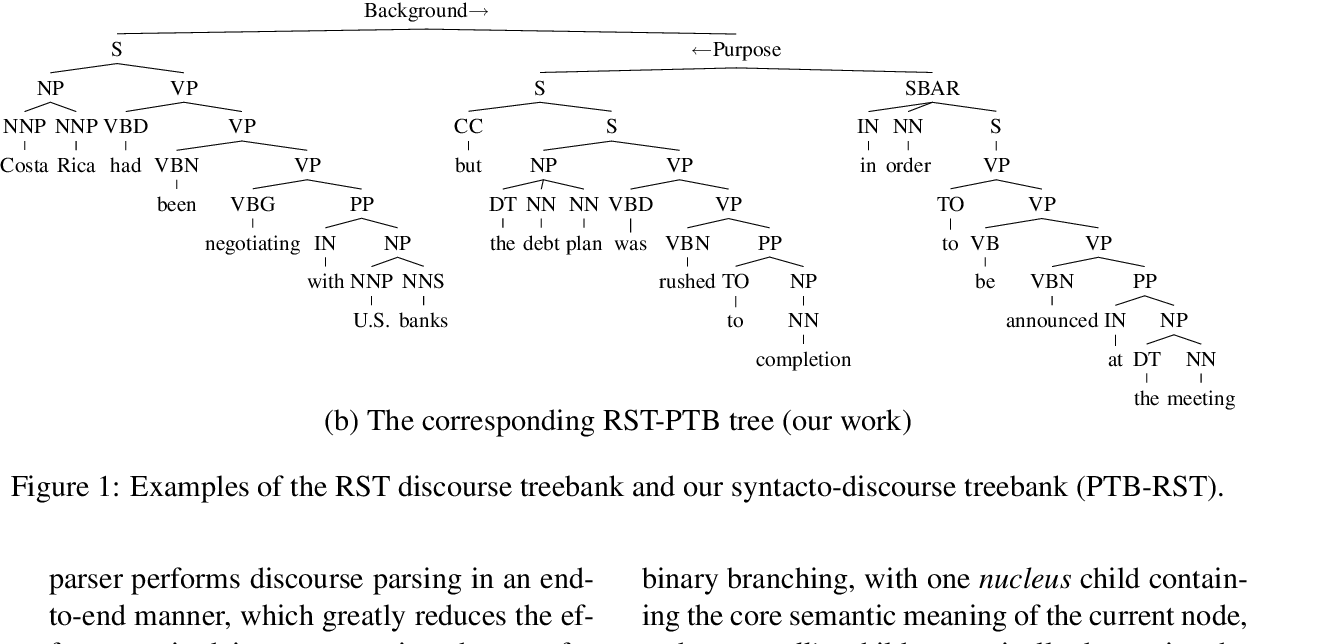 Background→
S ←Purpose
NP VP S SBAR
NNP NNP VBD VP CC S IN NN S
Costa Rica had VBN VP but NP VP in order VP
been VBG PP DT NN NN VBD VP TO VP
negotiating IN NP the debt plan was VBN PP to VB VP
with NNP NNS rushed TO NP be VBN PP
U.S. banks to NN announced IN NP
completion at DT NN
the meeting
(b) The corresponding RST-PTB tree (our work)
Figure 1: Examples of the RST discourse treebank and our syntacto-discourse treebank (PTB-RST).
parser performs discourse parsing in an end-
to-end manner, which greatly reduces the ef-
binary branching, with one nucleus child contain-
ing the core semantic meaning of the current node,